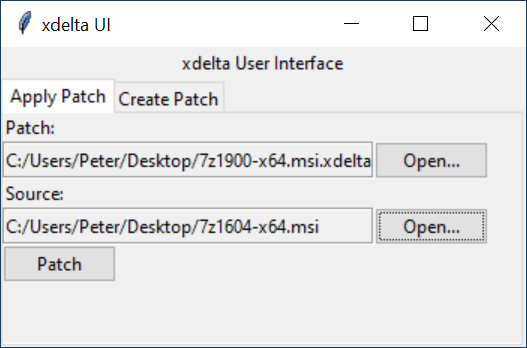 xdelta UI
xdelta User Interface
Apply Patch Create Patch
Patch:
C:/Users/Peter/Desktop/7z1900-x64.msi.xdelta Open...
Source:
C:/Users/Peter/Desktop/7z1604-x64.msi Open...
Patch